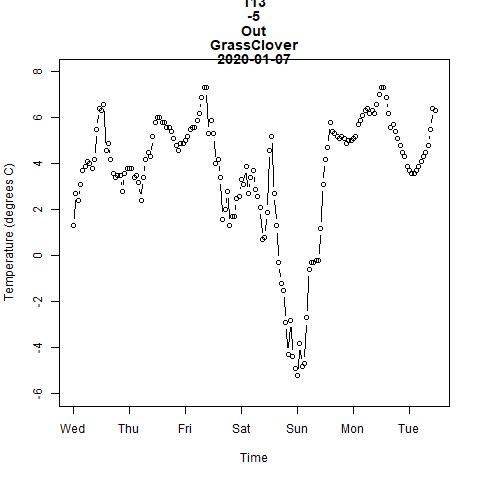 T13
-5
Out
GrassClover
2020-01-07
8
6
4
2
0
-2
-4
-6
Temperature (degrees C)
Wed Thu Fri Sat Sun Mon Tue
Time